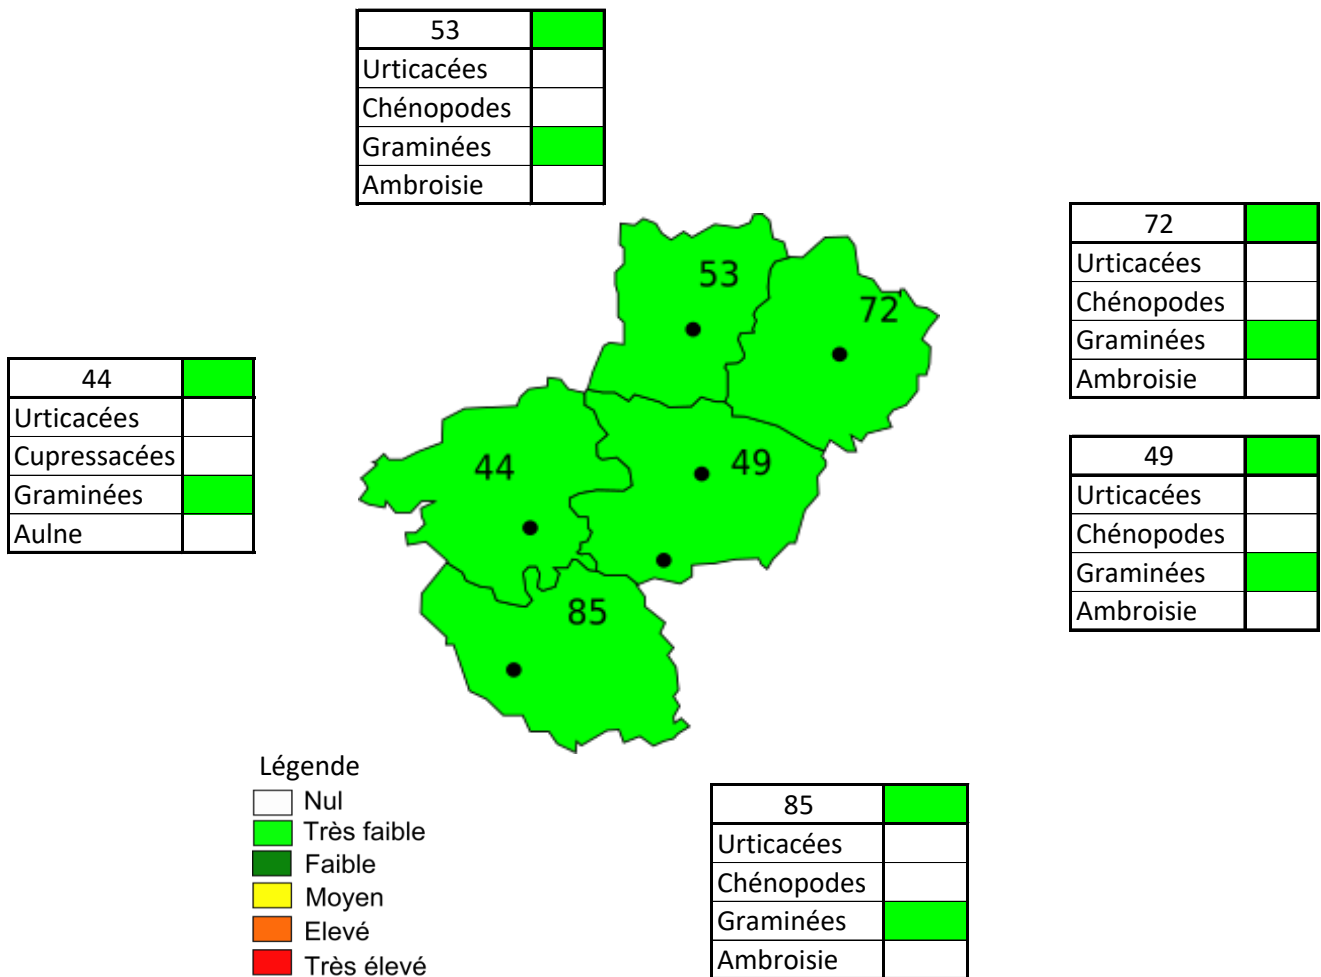 53
Urticacées
Chénopodes
Graminées
Ambroisie
72
Urticacées
Chénopodes
Graminées
Ambroisie
44
Urticacées
Cupressacées
Graminées
Aulne
49
Urticacées
Chénopodes
Graminées
Ambroisie
53
72
44
49
85
Légende
Nul
Très faible
Faible
Moyen
Elevé
Très élevé
85
Urticacées
Chénopodes
Graminées
Ambroisie